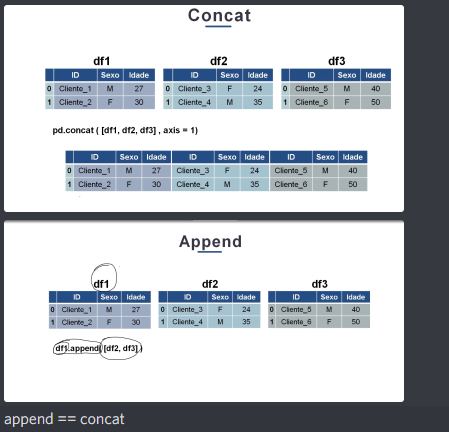 Concat
df1 df2 df3
ID Sexo Idade ID Sexo Idade ID Sexo Idade
0 Cliente_1 M 27 0 Cliente_3 F 24 0 Cliente_5 M 40
1 Cliente_2 F 30 1 Cliente_4 M 35 1 Cliente_6 F 50
pd.concat ( [df1, df2, df3] , axis = 1)
ID Sexo Idade ID Sexo Idade ID Sexo Idade
0 Cliente_1 M 27 Cliente_3 F 24 Cliente_5 M 40
1 Cliente_2 F 30 Cliente_4 M 35 Cliente_6 F 50
Append
df1 df2 df3
ID Sexo Idade ID Sexo Idade ID Sexo Idade
0 Cliente_1 M 27 0 Cliente_3 F 24 0 Cliente_5 M 40
1 Cliente_2 F 30 1 Cliente_4 M 35 1 Cliente_6 F 50
df1.append( [df2, df3] )
append == concat